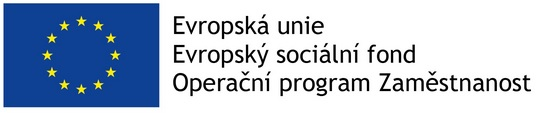 Evropská unie
Evropský sociální fond
Operační program Zaměstnanost